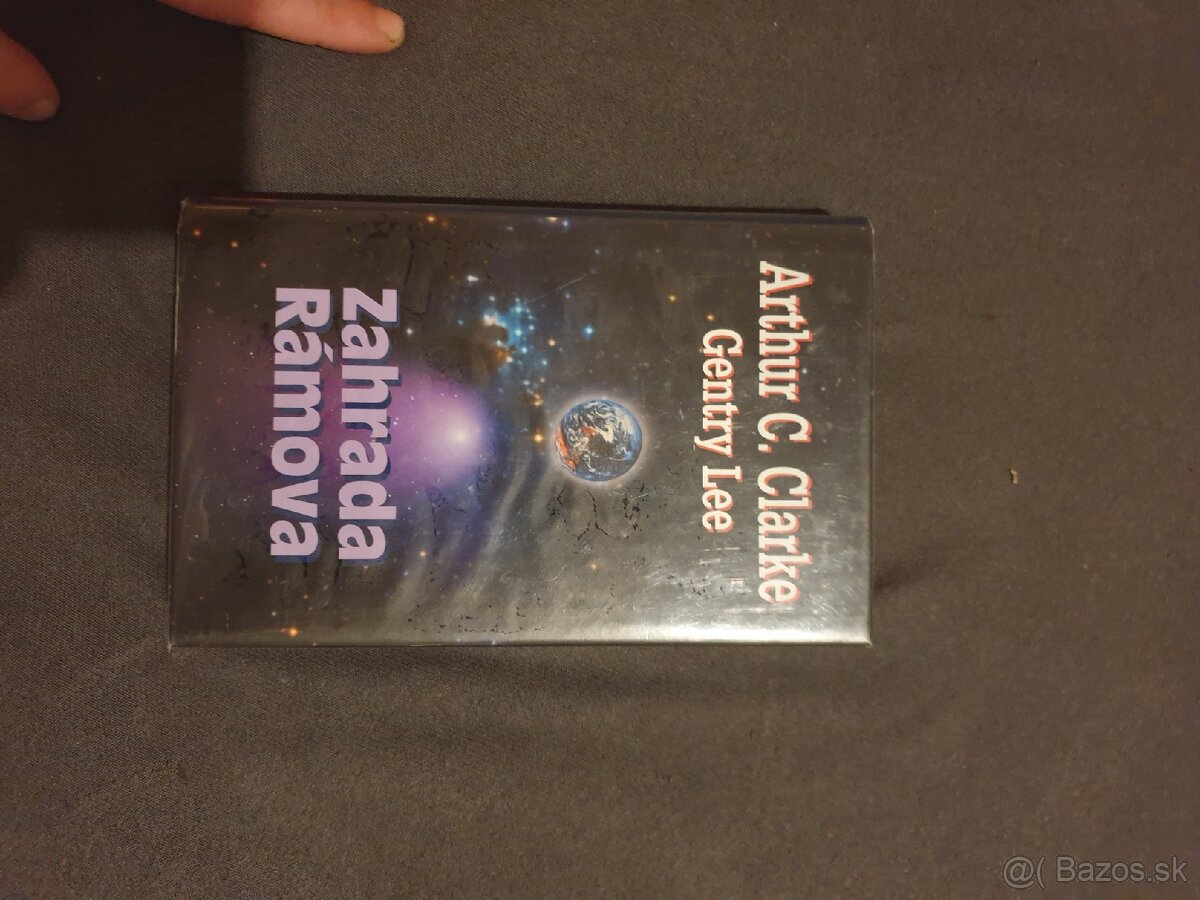 Arthur C. Clarke
Gentry Lee
Zahrada
Rámova
@( Bazos.sk